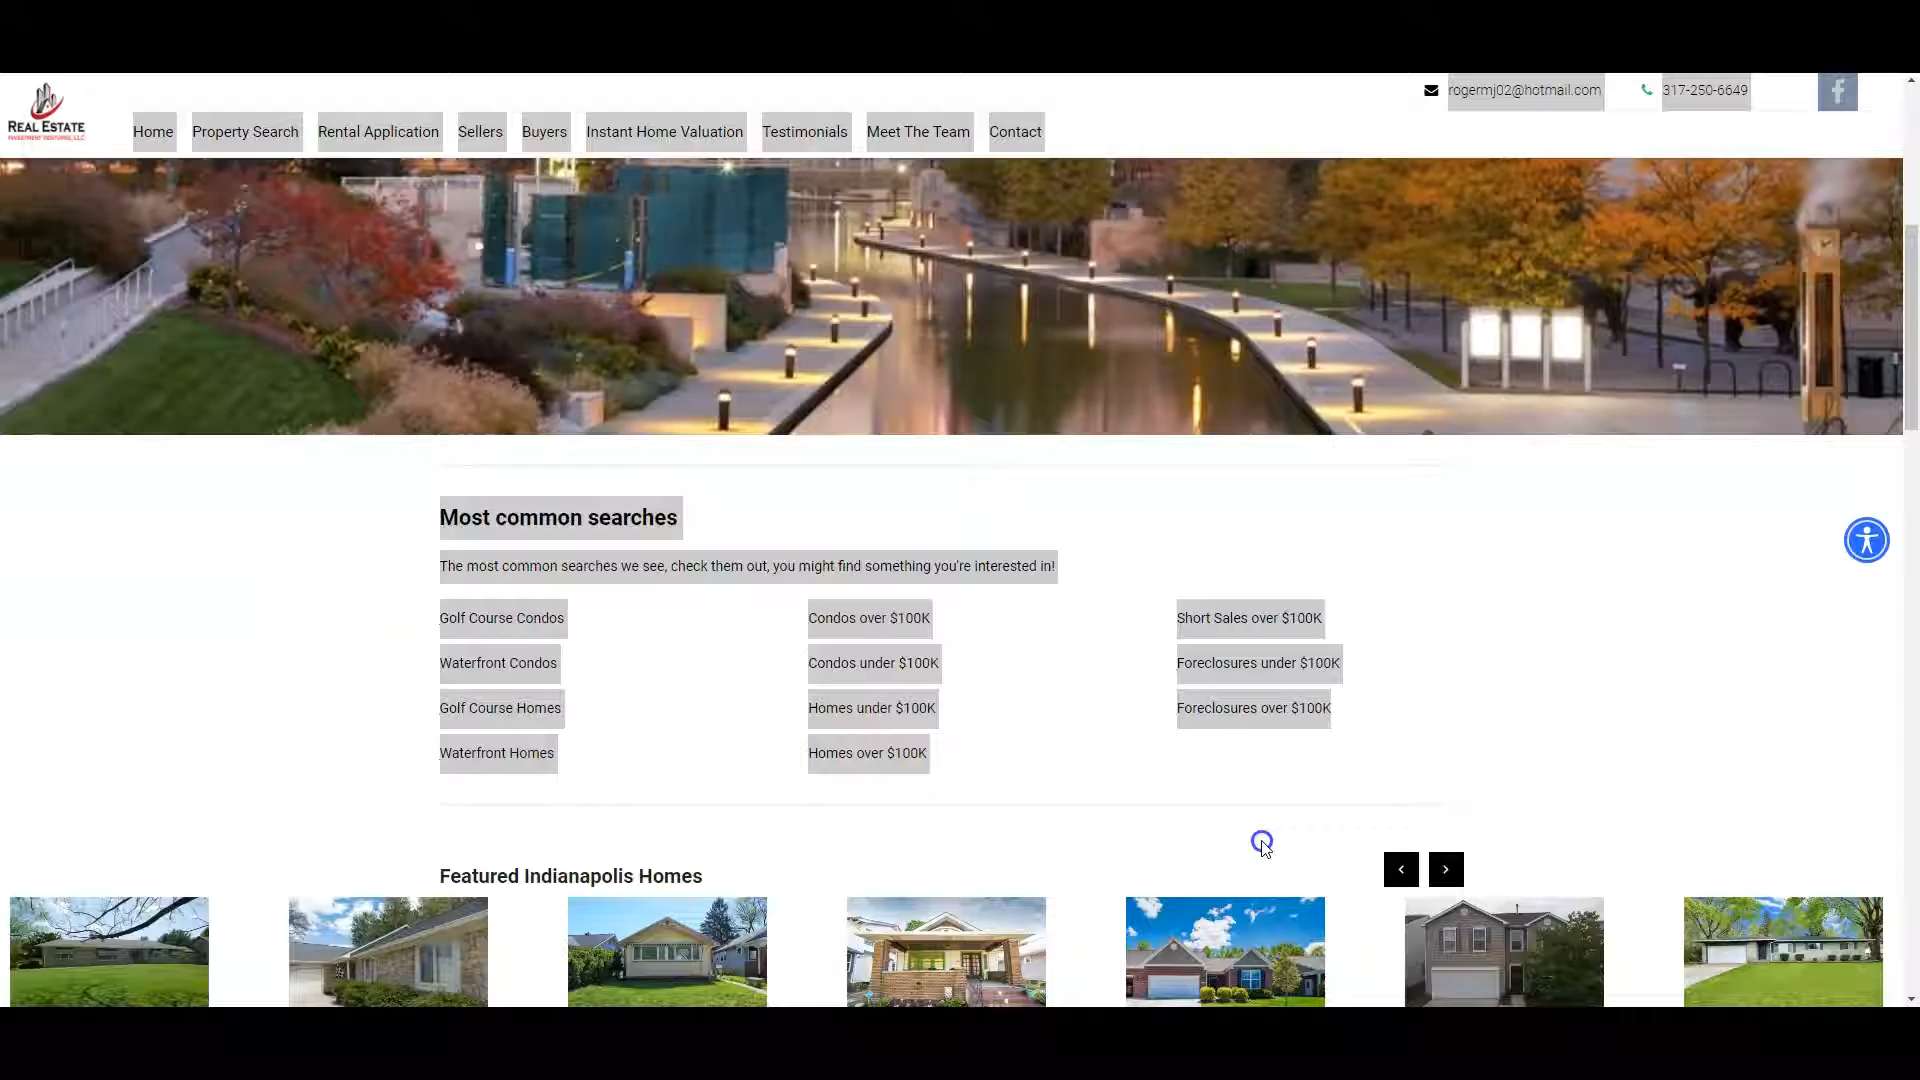 rogermj02@hotmail.com
317-250-6649
REAL ESTATE
INVESTMENT VENTURES, LLC
Home Property Search Rental Application Sellers Buyers Instant Home Valuation Testimonials Meet The Team Contact
Most common searches
The most common searches we see, check them out, you might find something you're interested in!
Golf Course Condos Condos over $100K Short Sales over $100K
Waterfront Condos Condos under $100K Foreclosures under $100K
Golf Course Homes Homes under $100K Foreclosures over $100K
Waterfront Homes Homes over $100K
Featured Indianapolis Homes